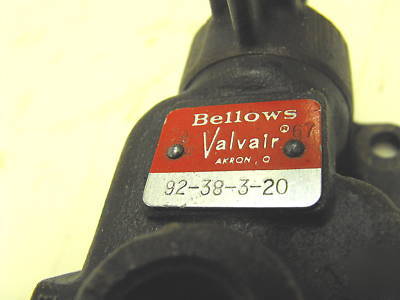 Bellows
Valvair®
AKRON, O
92-38-3-20